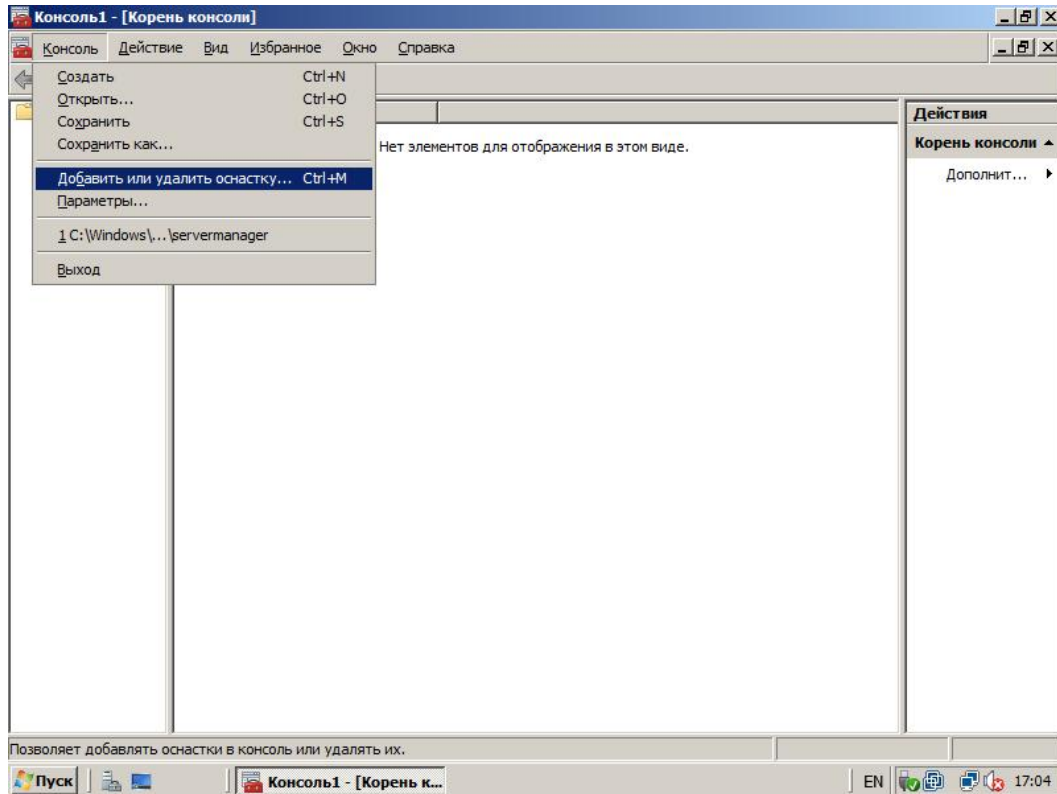 Консоль1 - [Корень консоли]
Консоль Действие Вид Избранное Окно Справка
Создать Ctrl+N
Открыть... Ctrl+O
Сохранить Ctrl+S
Сохранить как...
Добавить или удалить оснастку... Ctrl+M
Параметры...
1 C:\Windows\...\servermanager
Выход
Нет элементов для отображения в этом виде.
Действия
Корень консоли
Дополнит...
Позволяет добавлять оснастки в консоль или удалять их.
Пуск Консоль1 - [Корень к... EN 17:04